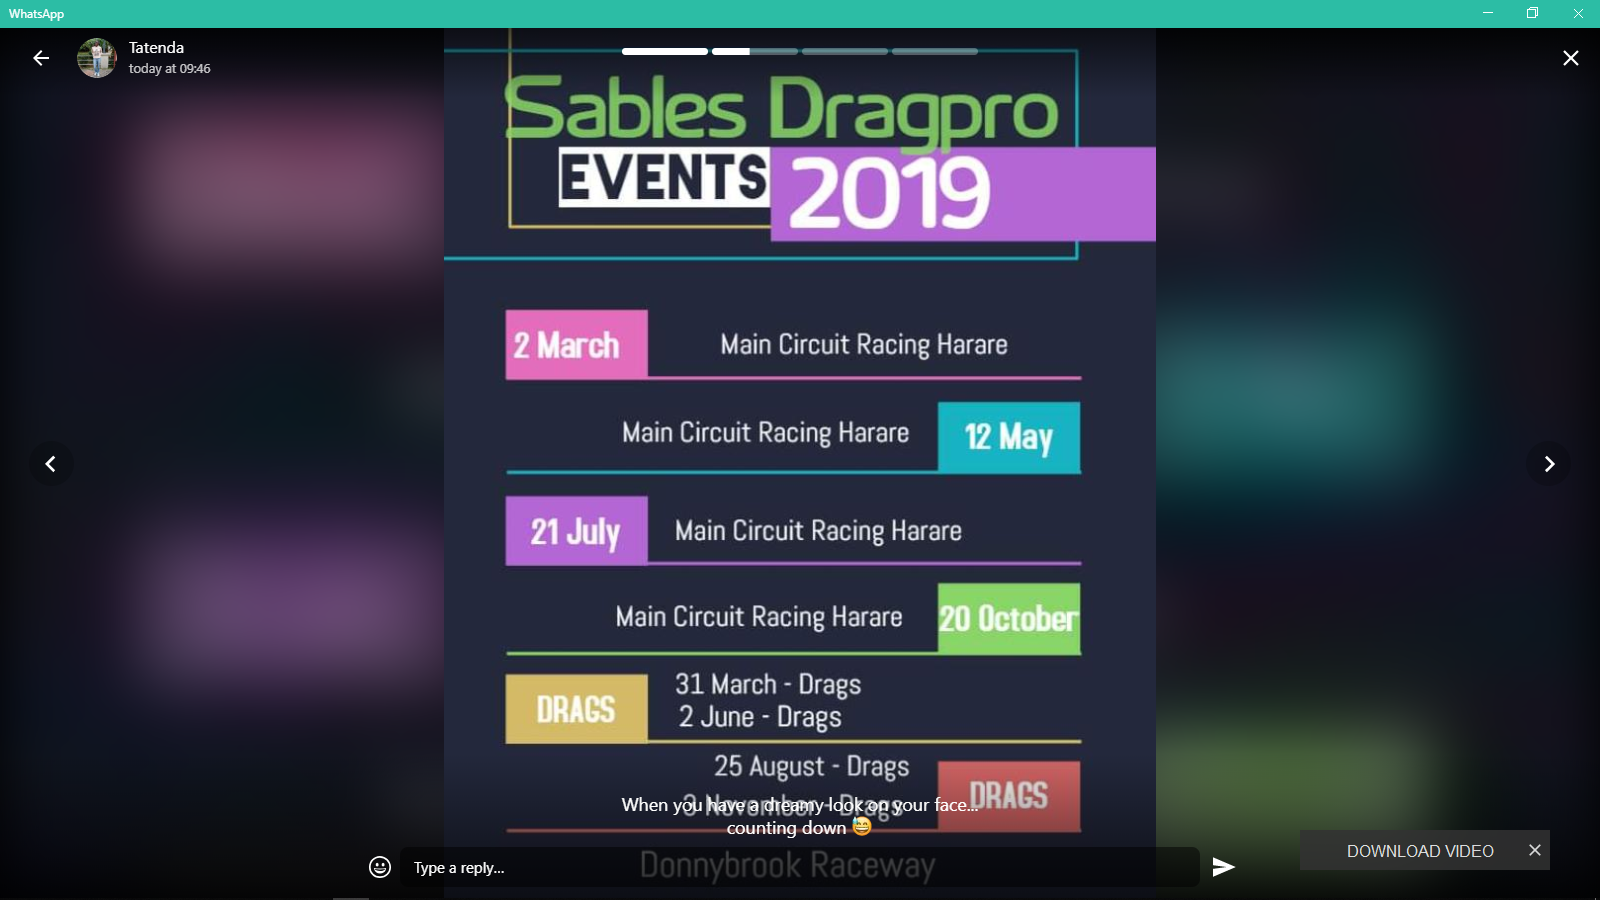 WhatsApp
Tatenda
today at 09:46
Sables Dragpro
EVENTS
2019
2 March
Main Circuit Racing Harare
Main Circuit Racing Harare
12 May
21 July
Main Circuit Racing Harare
Main Circuit Racing Harare
20 October
DRAGS
31 March - Drags
2 June - Drags
25 August - Drags
3 November - Drags
DRAGS
When you have a dreamy look on your face...
counting down 😅
DOWNLOAD VIDEO
Type a reply...
Donnybrook Raceway